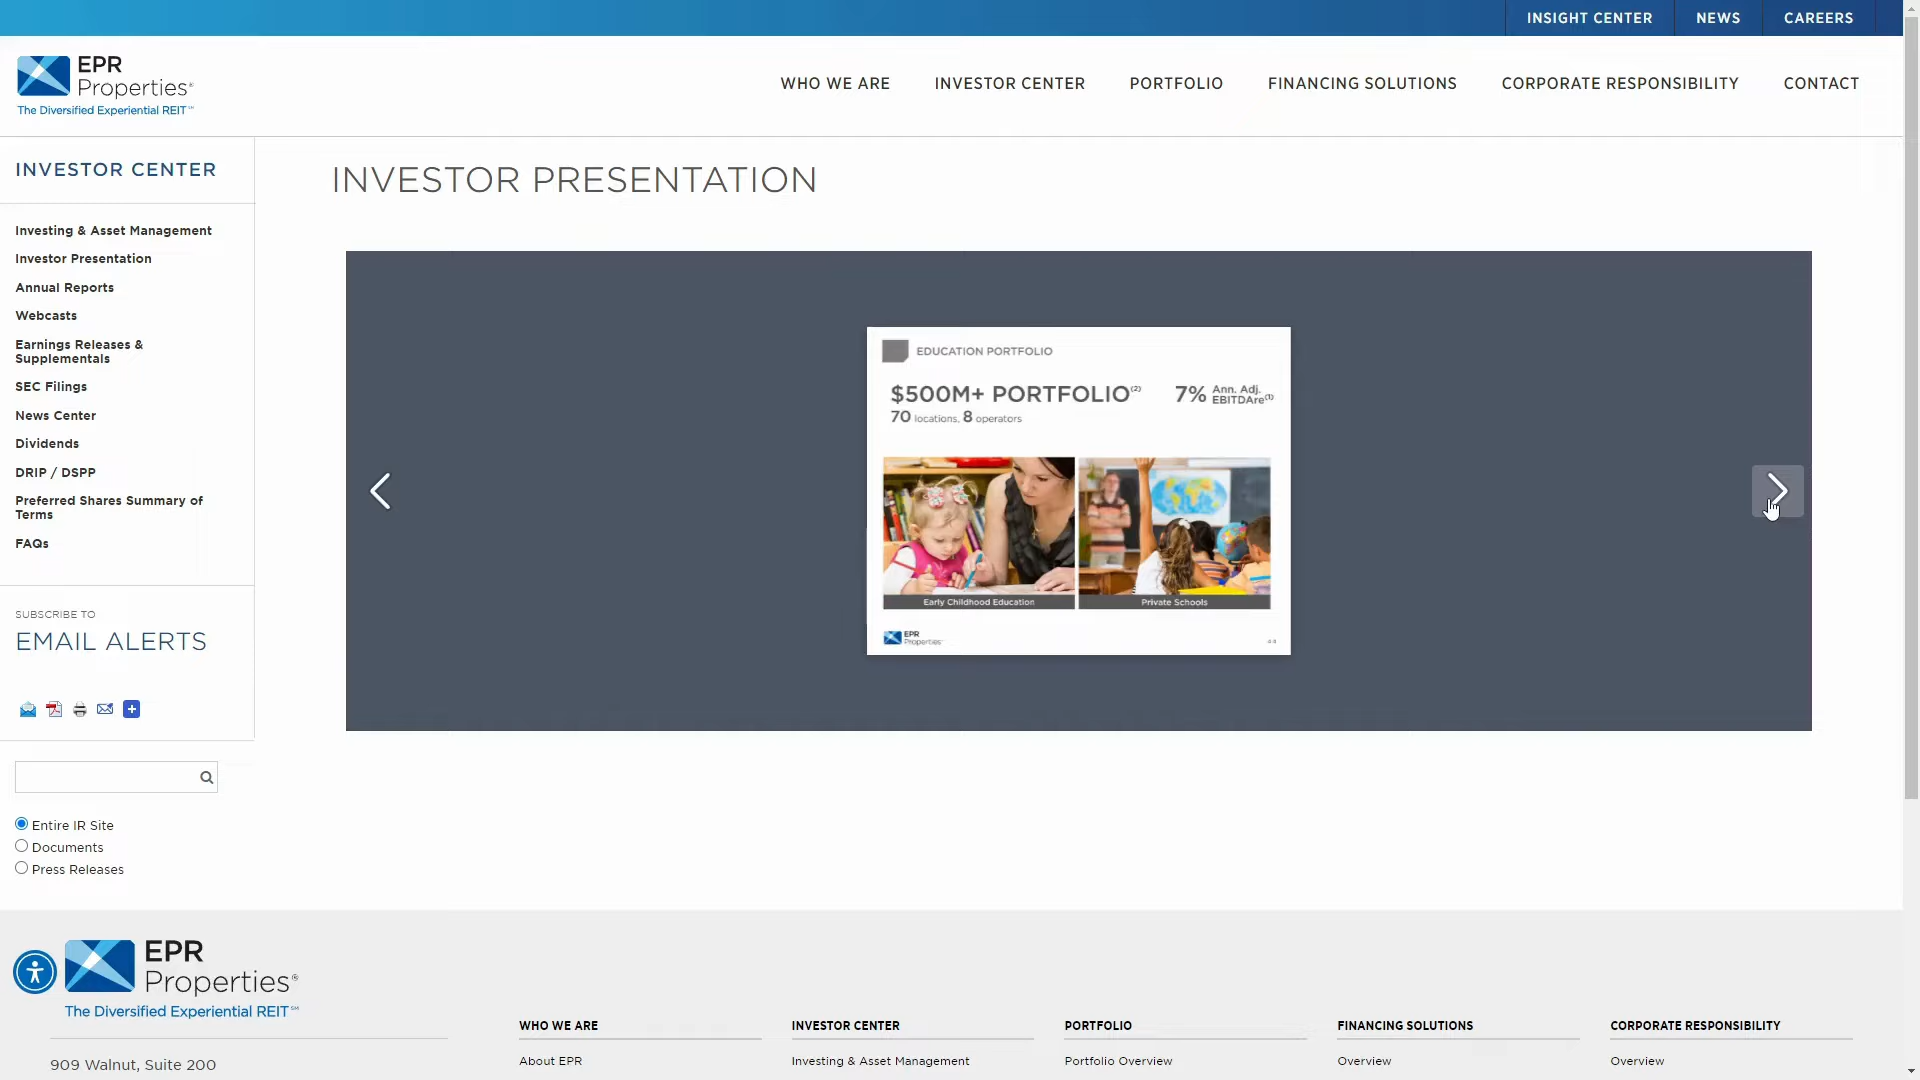 INSIGHT CENTER NEWS CAREERS
EPR
Properties®
The Diversified Experiential REIT℠
WHO WE ARE INVESTOR CENTER PORTFOLIO FINANCING SOLUTIONS CORPORATE RESPONSIBILITY CONTACT
INVESTOR CENTER
Investing & Asset Management
Investor Presentation
Annual Reports
Webcasts
Earnings Releases &
Supplementals
SEC Filings
News Center
Dividends
DRIP / DSPP
Preferred Shares Summary of
Terms
FAQs
SUBSCRIBE TO
EMAIL ALERTS
Entire IR Site
Documents
Press Releases
INVESTOR PRESENTATION
EDUCATION PORTFOLIO
$500M+ PORTFOLIO(2)
70 locations, 8 operators
7% Ann. Adj.
EBITDAre(1)
Early Childhood Education
Private Schools
EPR
Properties
EPR
Properties®
The Diversified Experiential REIT℠
909 Walnut, Suite 200
WHO WE ARE
About EPR
INVESTOR CENTER
Investing & Asset Management
PORTFOLIO
Portfolio Overview
FINANCING SOLUTIONS
Overview
CORPORATE RESPONSIBILITY
Overview